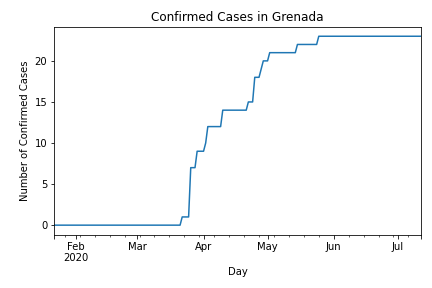 Confirmed Cases in Grenada
Number of Confirmed Cases
20
15
10
5
0
Feb Mar Apr May Jun Jul
2020
Day